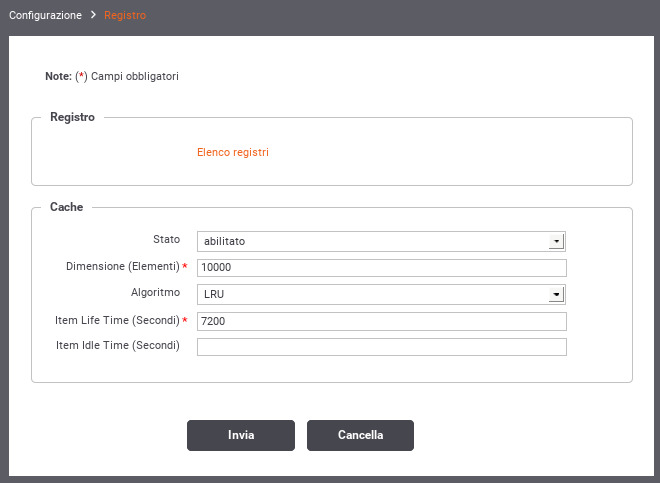 Configurazione > Registro
Note: (*) Campi obbligatori
Registro
Elenco registri
Cache
Stato abilitato
Dimensione (Elementi) * 10000
Algoritmo LRU
Item Life Time (Secondi) * 7200
Item Idle Time (Secondi)
Invia Cancella